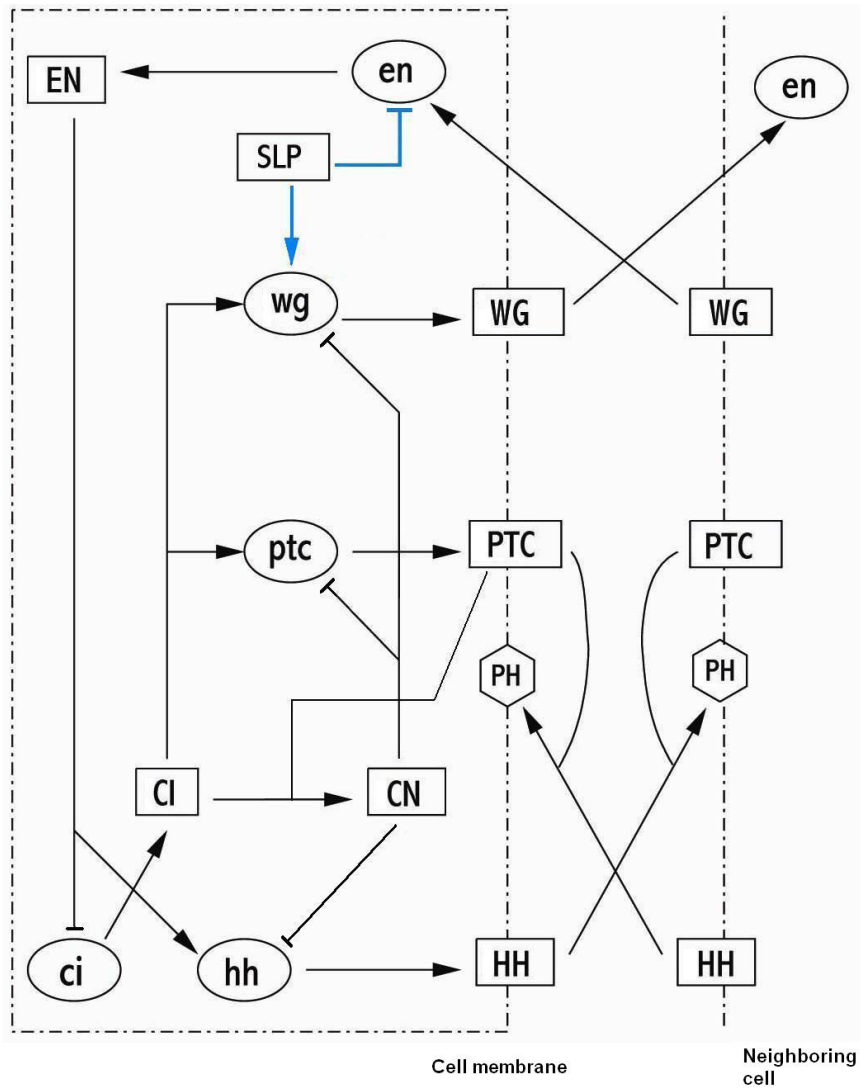 EN
en
en
SLP
wg
WG
WG
ptc
PTC
PTC
PH
PH
CI
CN
ci
hh
HH
HH
Cell membrane
Neighboring
cell